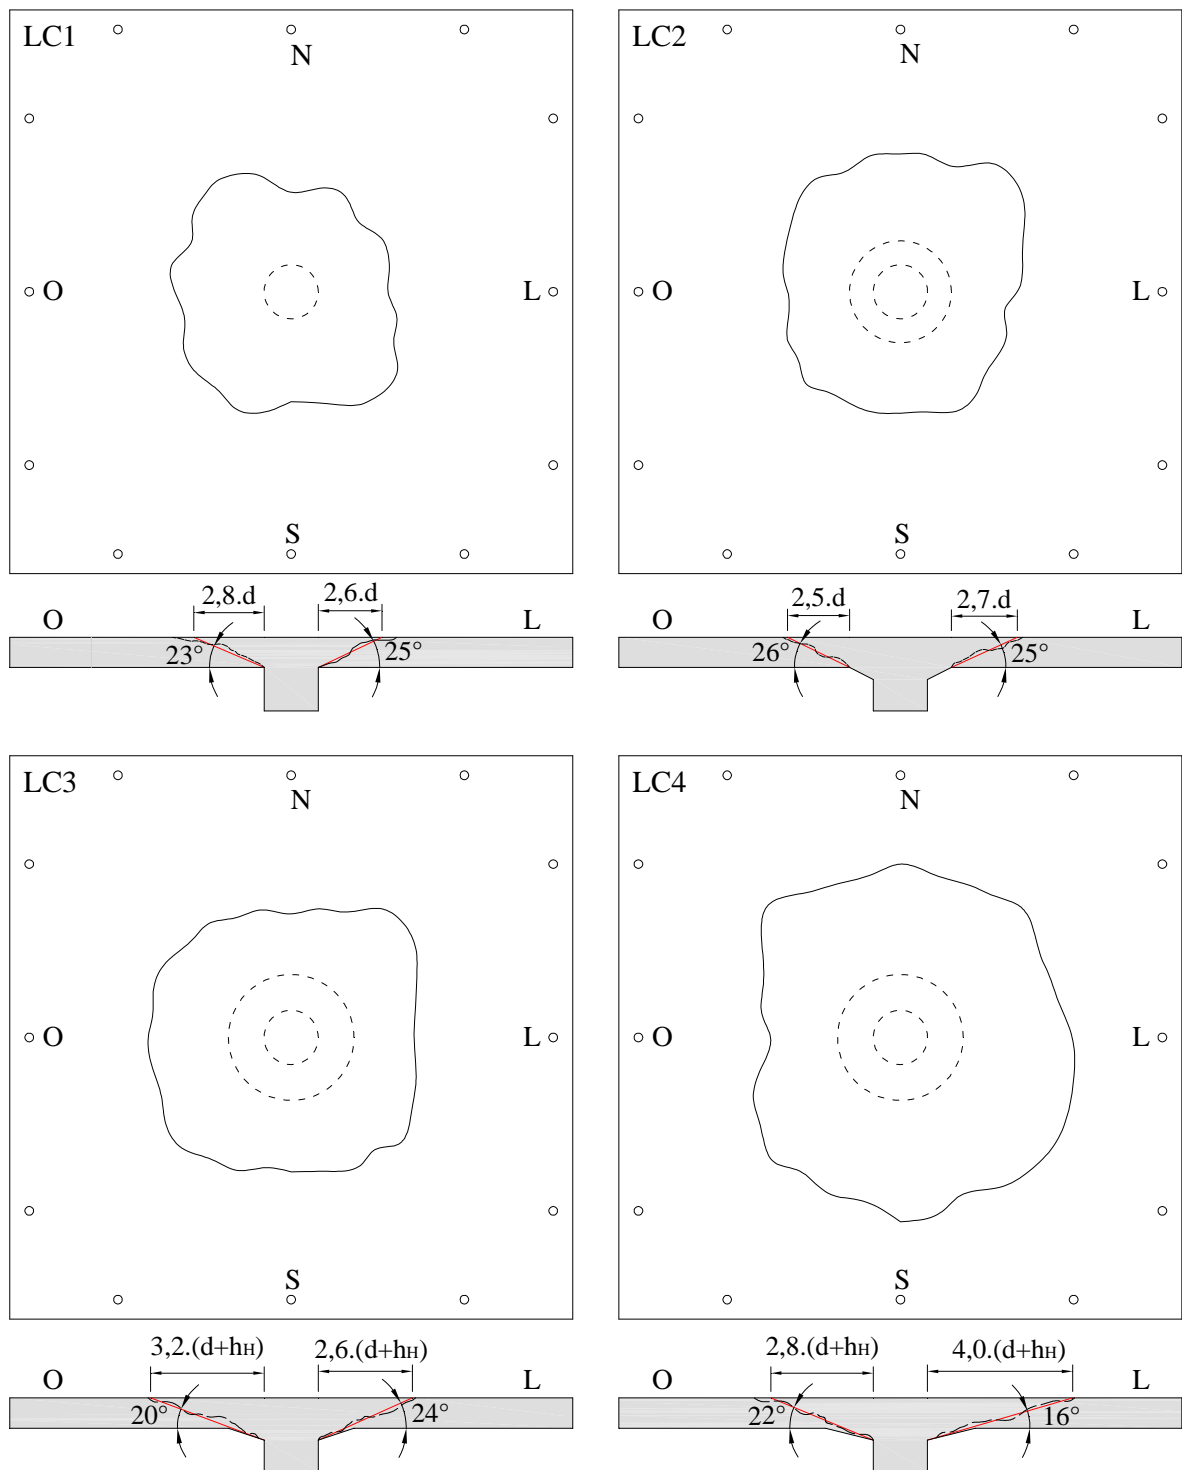 LC1
N
O
L
S
O
2,8.d
2,6.d
L
23°
25°
LC2
N
O
L
S
O
2,5.d
2,7.d
L
26°
25°
LC3
N
O
L
S
O
3,2.(d+hH)
2,6.(d+hH)
L
20°
24°
LC4
N
O
L
S
O
2,8.(d+hH)
4,0.(d+hH)
L
22°
16°